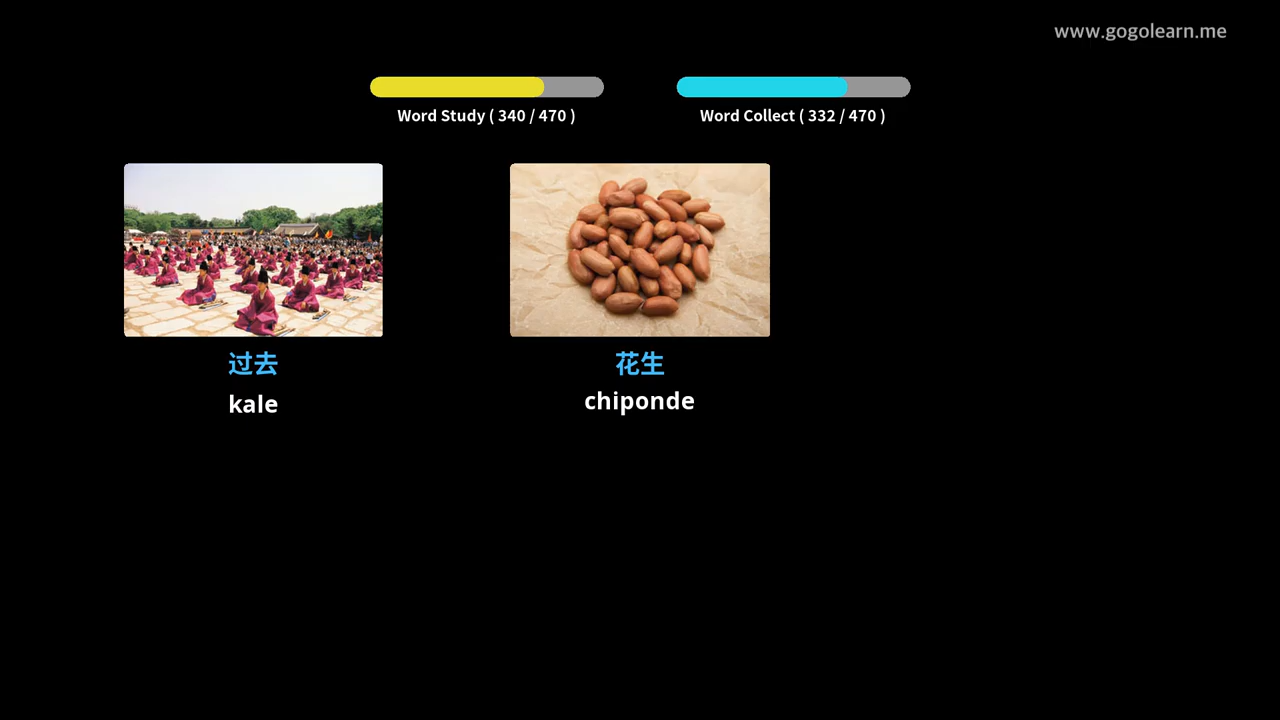 www.gogolearn.me
Word Study ( 340 / 470 )
Word Collect ( 332 / 470 )
过去
kale
花生
chiponde